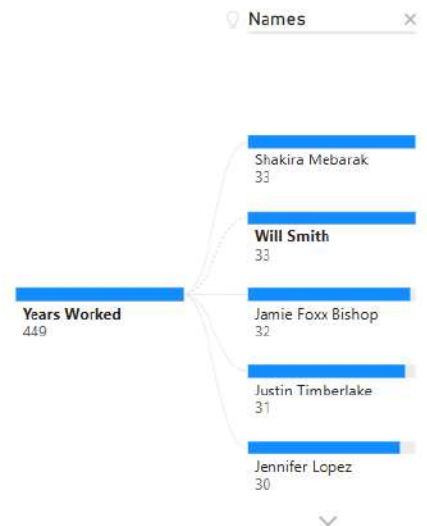 Names
Shakira Mebarak
33
Will Smith
33
Years Worked
449
Jamie Foxx Bishop
32
Justin Timberlake
31
Jennifer Lopez
30